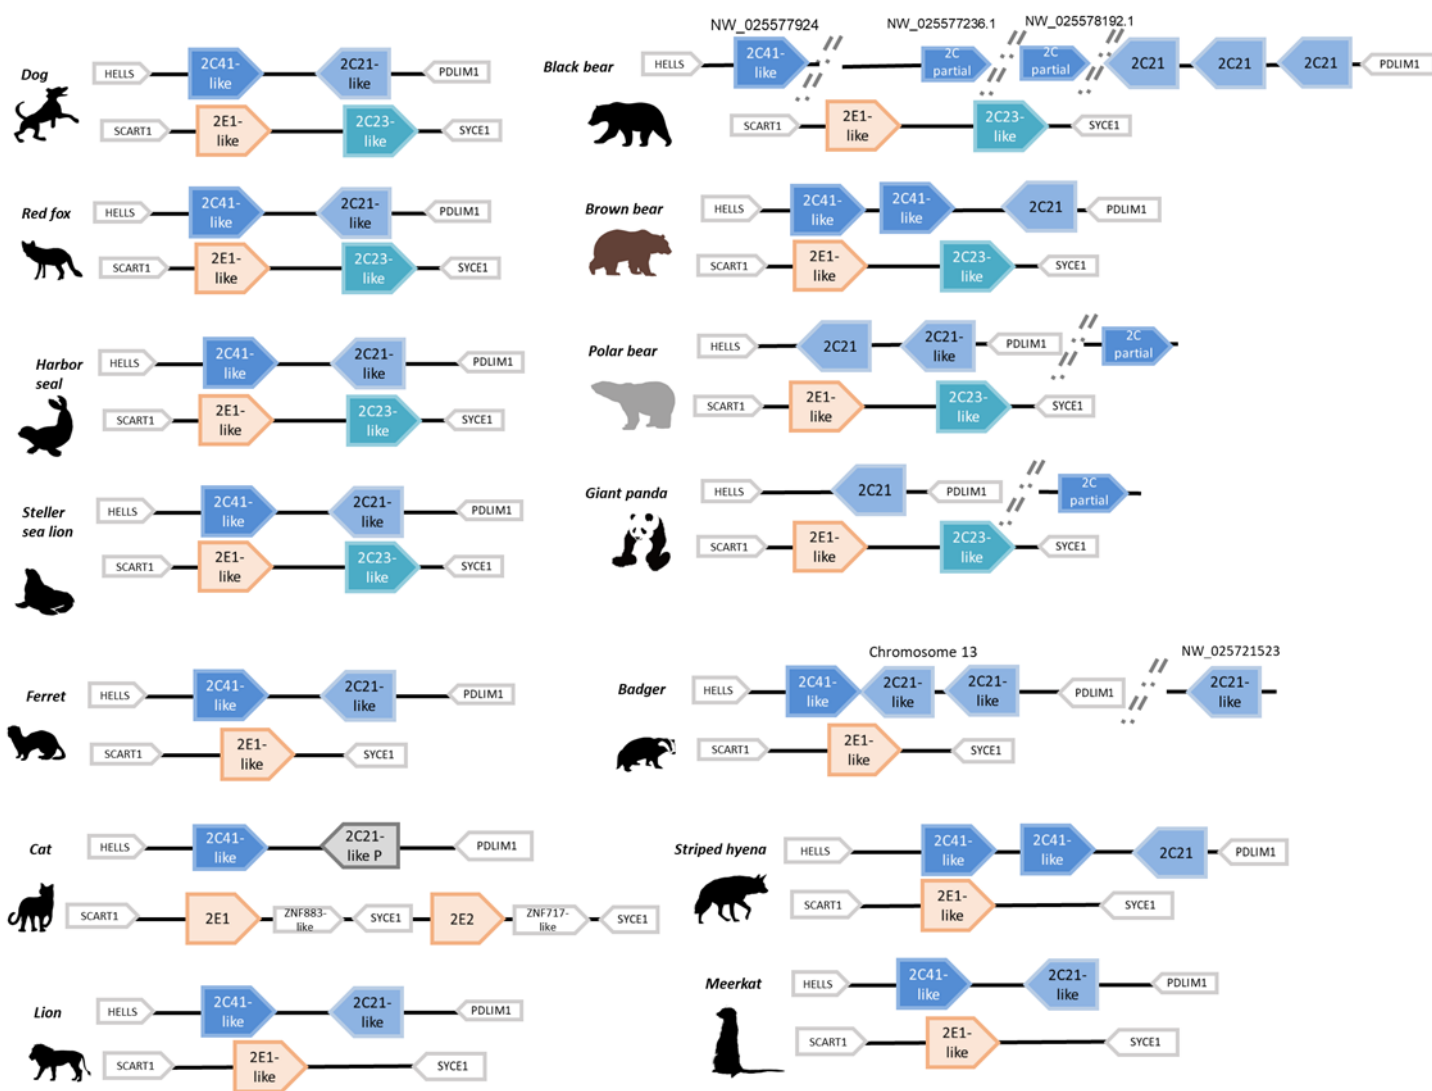 Dog
HELLS
2C41-
like
2C21-
like
PDLIM1
SCART1
2E1-
like
2C23-
like
SYCE1
Red fox
HELLS
2C41-
like
2C21-
like
PDLIM1
SCART1
2E1-
like
2C23-
like
SYCE1
Harbor
seal
HELLS
2C41-
like
2C21-
like
PDLIM1
SCART1
2E1-
like
2C23-
like
SYCE1
Steller
sea lion
HELLS
2C41-
like
2C21-
like
PDLIM1
SCART1
2E1-
like
2C23-
like
SYCE1
Ferret
HELLS
2C41-
like
2C21-
like
PDLIM1
SCART1
2E1-
like
SYCE1
Cat
HELLS
2C41-
like
2C21-
like P
PDLIM1
SCART1
2E1
ZNF883-
like
SYCE1
2E2
ZNF717-
like
SYCE1
Lion
HELLS
2C41-
like
2C21-
like
PDLIM1
SCART1
2E1-
like
SYCE1
Black bear
NW_025577924
NW_025577236.1
NW_025578192.1
HELLS
2C41-
like
2C
partial
2C
partial
2C21
2C21
2C21
PDLIM1
SCART1
2E1-
like
2C23-
like
SYCE1
Brown bear
HELLS
2C41-
like
2C41-
like
2C21
PDLIM1
SCART1
2E1-
like
2C23-
like
SYCE1
Polar bear
HELLS
2C21
2C21-
like
PDLIM1
2C
partial
SCART1
2E1-
like
2C23-
like
SYCE1
Giant panda
HELLS
2C21
PDLIM1
2C
partial
SCART1
2E1-
like
2C23-
like
SYCE1
Badger
Chromosome 13
NW_025721523
HELLS
2C41-
like
2C21-
like
2C21-
like
PDLIM1
2C21-
like
SCART1
2E1-
like
SYCE1
Striped hyena
HELLS
2C41-
like
2C41-
like
2C21
PDLIM1
SCART1
2E1-
like
SYCE1
Meerkat
HELLS
2C41-
like
2C21-
like
PDLIM1
SCART1
2E1-
like
SYCE1